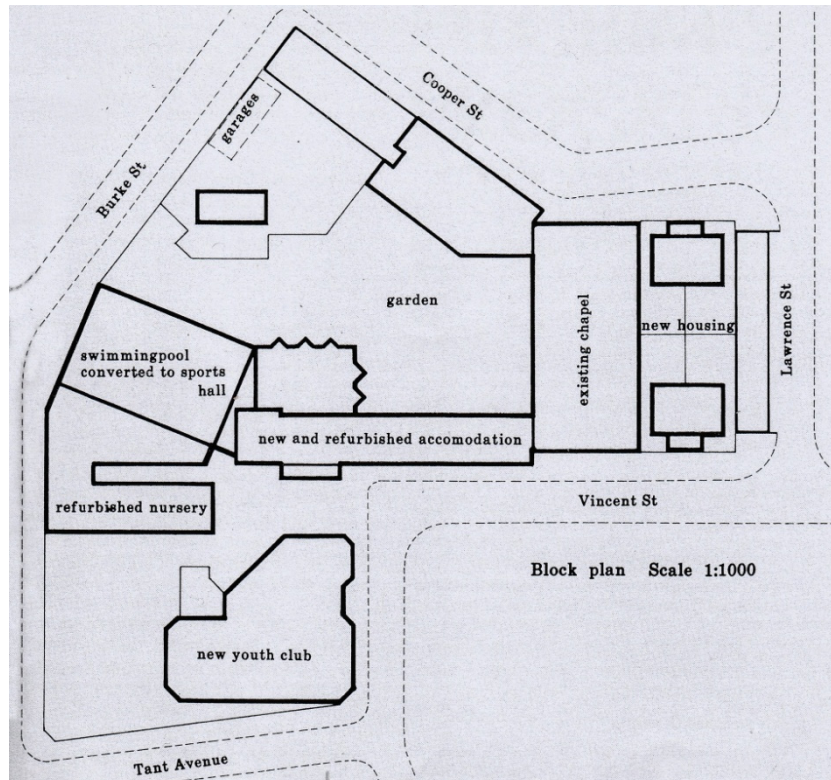 Cooper St
garages
Burke St
garden
existing chapel
new housing
Lawrence St
swimmingpool
converted to sports
hall
new and refurbished accomodation
refurbished nursery
Vincent St
Block plan Scale 1:1000
new youth club
Tant Avenue